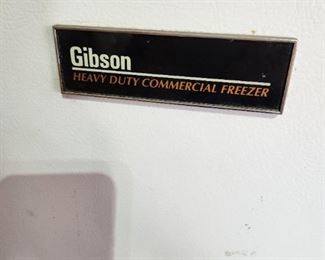 Gibson
HEAVY DUTY COMMERCIAL FREEZER